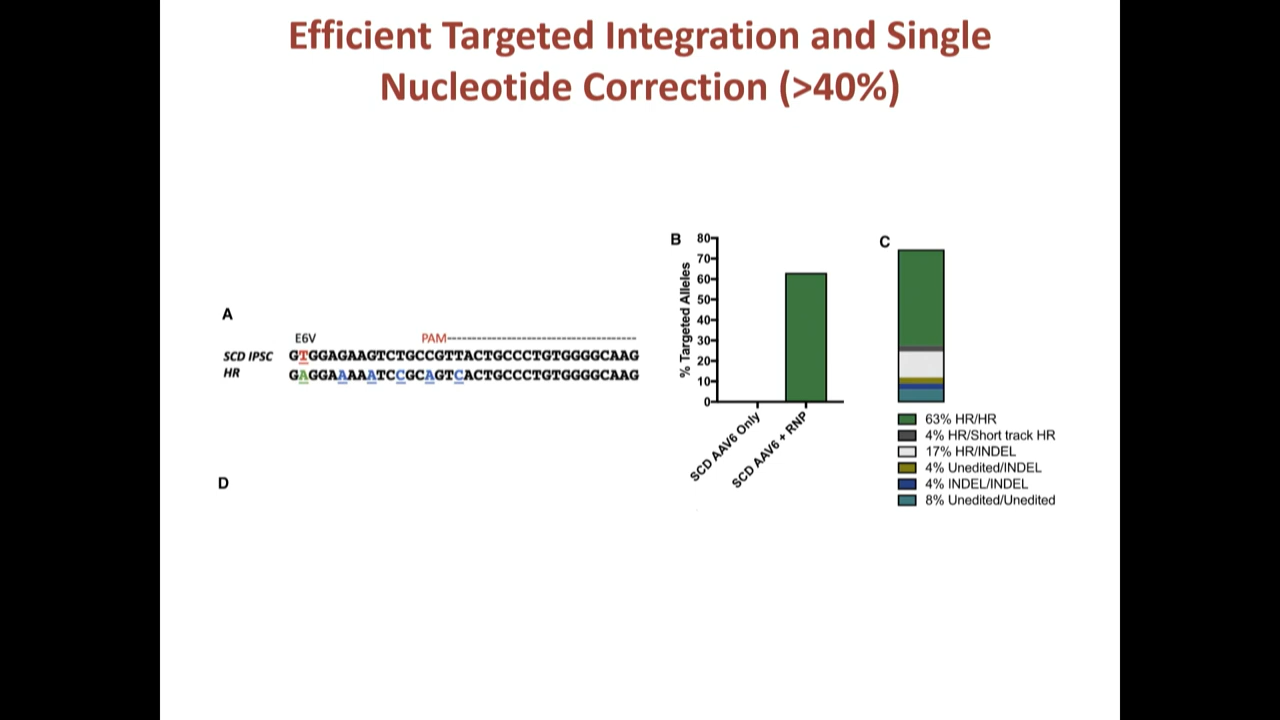 Efficient Targeted Integration and Single
Nucleotide Correction (>40%)
A
E6V PAM---------------------------------------
SCD IPSC GTGGAGAAGTCTGCCGTTACTGCCCTGTGGGGCAAG
HR GAGGAAAAATCCGCAGTCACTGCCCTGTGGGGCAAG
B
% Targeted Alleles
80
70
60
50
40
30
20
10
0
SCD AAV6 Only
SCD AAV6 + RNP
C
63% HR/HR
4% HR/Short track HR
17% HR/INDEL
4% Unedited/INDEL
4% INDEL/INDEL
8% Unedited/Unedited
D